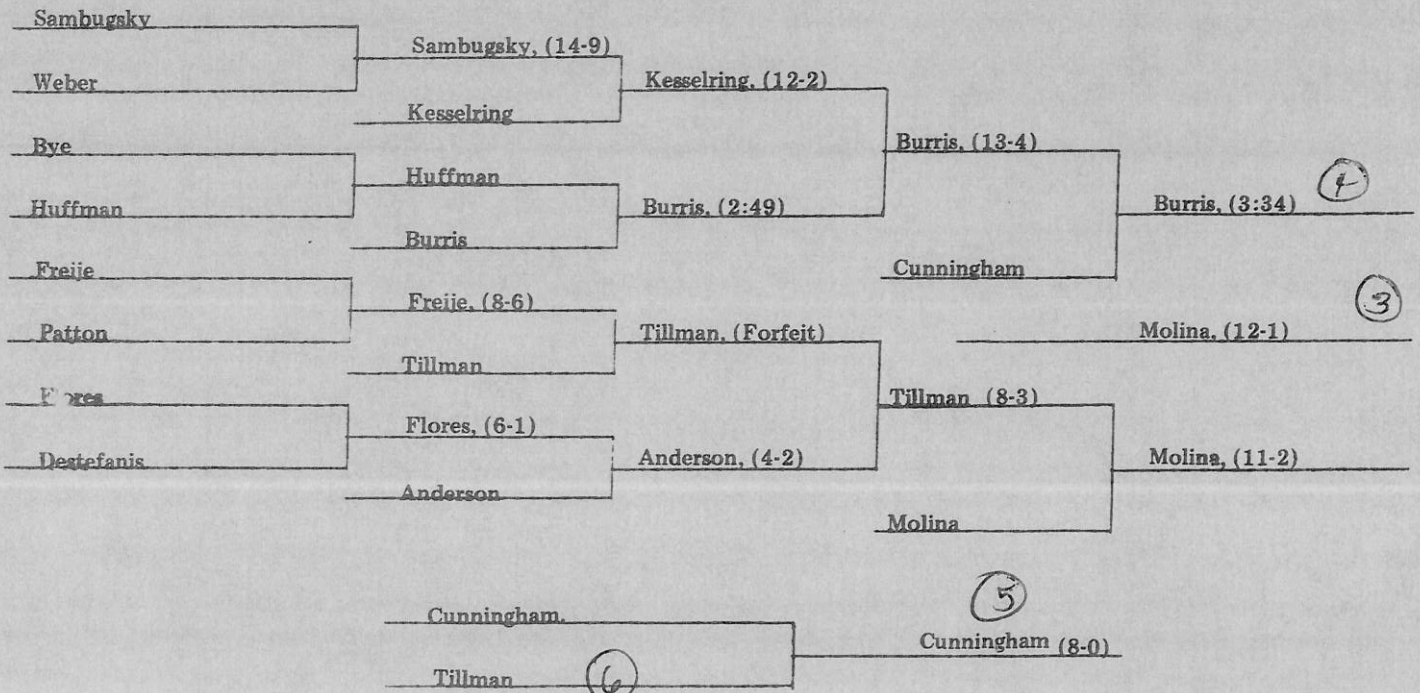 Sambugsky
Sambugsky, (14-9)
Weber
Kesselring, (12-2)
Kesselring
Bye
Burris, (13-4)
Huffman
Huffman
Burris, (2:49)
Burris, (3:34) 4
Burris
Freije
Cunningham
Freije, (8-6)
3
Patton
Tillman, (Forfeit)
Molina, (12-1)
Tillman
Tillman (8-3)
Flores, (6-1)
Destefanis
Anderson, (4-2)
Molina, (11-2)
Anderson
Molina
5
Cunningham.
Cunningham (8-0)
Tillman 6